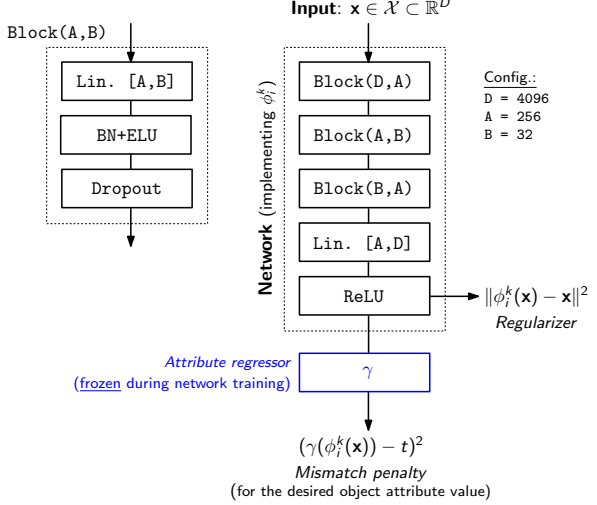 Block(A,B)
Lin. [A,B]
BN+ELU
Dropout
Input: x ∈ 𝒳 ⊂ ℝ^D
Network (implementing ϕ_i^k)
Block(D,A)
Block(A,B)
Block(B,A)
Lin. [A,D]
ReLU
Config.:
D = 4096
A = 256
B = 32
‖ϕ_i^k(x) − x‖²
Regularizer
Attribute regressor
(frozen during network training)
γ
(γ(ϕ_i^k(x)) − t)²
Mismatch penalty
(for the desired object attribute value)